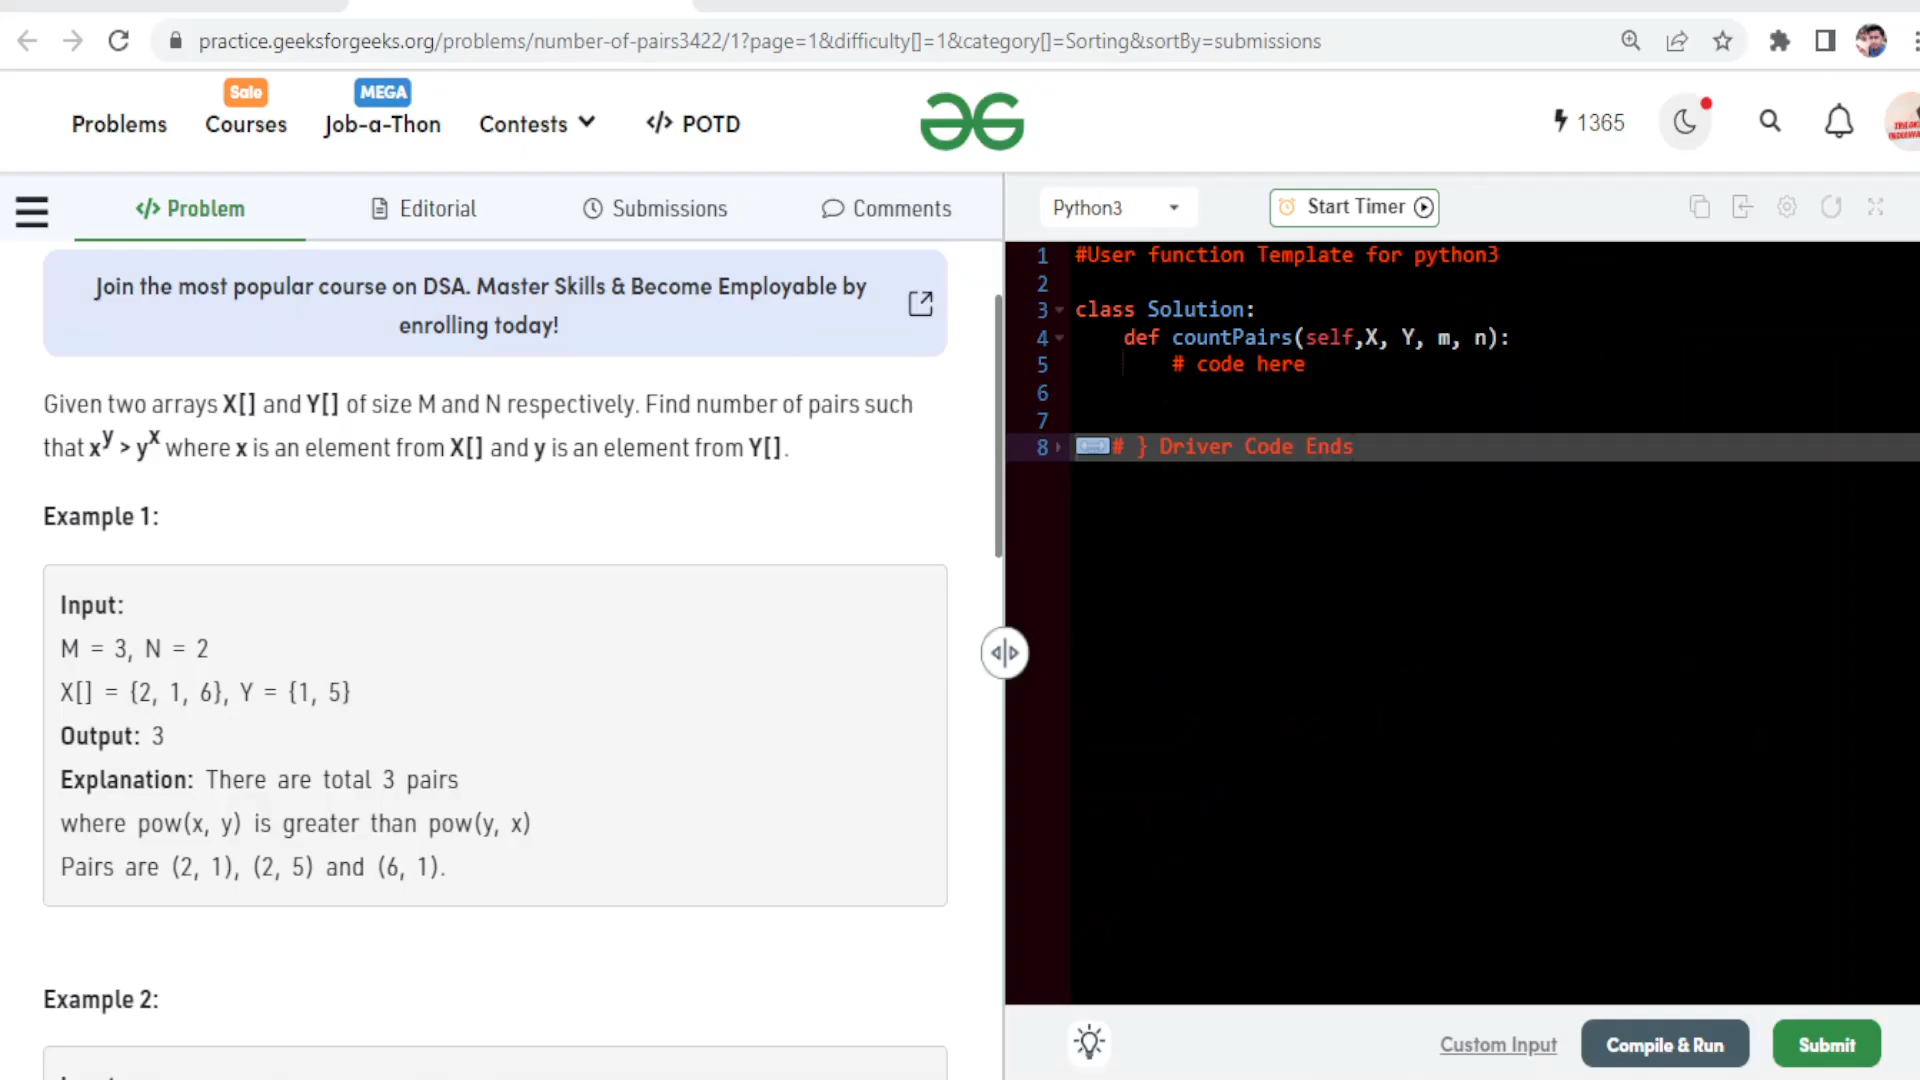 practice.geeksforgeeks.org/problems/number-of-pairs3422/1?page=1&difficulty[]=1&category[]=Sorting&sortBy=submissions
Sale
MEGA
Problems Courses Job-a-Thon Contests </> POTD
1365
</> Problem Editorial Submissions Comments
Python3 Start Timer
Join the most popular course on DSA. Master Skills & Become Employable by
enrolling today!
Given two arrays X[] and Y[] of size M and N respectively. Find number of pairs such
that x^y > y^x where x is an element from X[] and y is an element from Y[].
Example 1:
Input:
M = 3, N = 2
X[] = {2, 1, 6}, Y = {1, 5}
Output: 3
Explanation: There are total 3 pairs
where pow(x, y) is greater than pow(y, x)
Pairs are (2, 1), (2, 5) and (6, 1).
Example 2:
1 #User function Template for python3
2
3 class Solution:
4 def countPairs(self,X, Y, m, n):
5 # code here
6
7
8 # } Driver Code Ends
Custom Input Compile & Run Submit